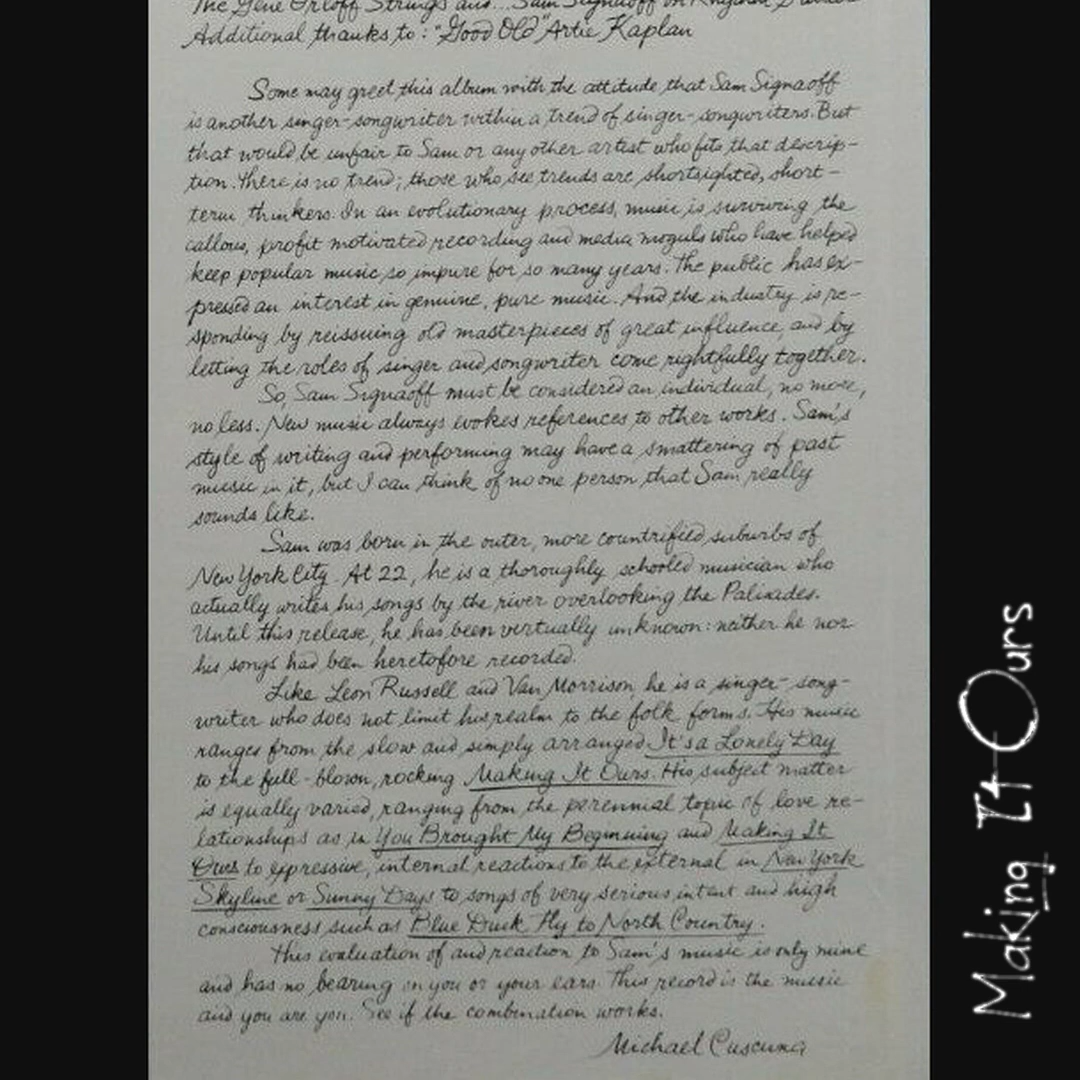 The Gene Orloff Strings and... Sam Signaoff on Rhythm
Additional thanks to: "Good Old" Artie Kaplan
Some may greet this album with the attitude that Sam Signaoff
is another singer-songwriter within a trend of singer-songwriters. But
that would be unfair to Sam or any other artist who fits that descrip-
tion. There is no trend; those who see trends are shortsighted, short-
term thinkers. In an evolutionary process, music is surviving the
callous, profit motivated recording and media moguls who have helped
keep popular music so impure for so many years. The public has ex-
pressed an interest in genuine, pure music. And the industry is re-
sponding by reissuing old masterpieces of great influence, and by
letting the roles of singer and songwriter come rightfully together.
So, Sam Signaoff must be considered an individual, no more,
no less. New music always evokes references to other works. Sam's
style of writing and performing may have a smattering of past
music in it, but I can think of no one person that Sam really
sounds like.
Sam was born in the outer, more countrified, suburbs of
New York City. At 22, he is a thoroughly schooled musician who
actually writes his songs by the river overlooking the Palisades.
Until this release, he has been virtually unknown: neither he nor
his songs had been heretofore recorded.
Like Leon Russell and Van Morrison, he is a singer-song-
writer who does not limit his realm to the folk forms. His music
ranges from the slow and simply arranged It's a Lonely Day
to the full-blown, rocking Making It Ours. His subject matter
is equally varied, ranging from the perennial topic of love re-
lationships as in You Brought My Beginning and Making It
Ours to expressive, internal reactions to the external in New York
Skyline or Sunny Days to songs of very serious intent and high
consciousness such as Blue Duck Fly to North Country.
This evaluation of and reaction to Sam's music is only mine
and has no bearing on you or your ears. This record is the music
and you are you. See if the combination works.
Michael Cuscuna
Making It Ours